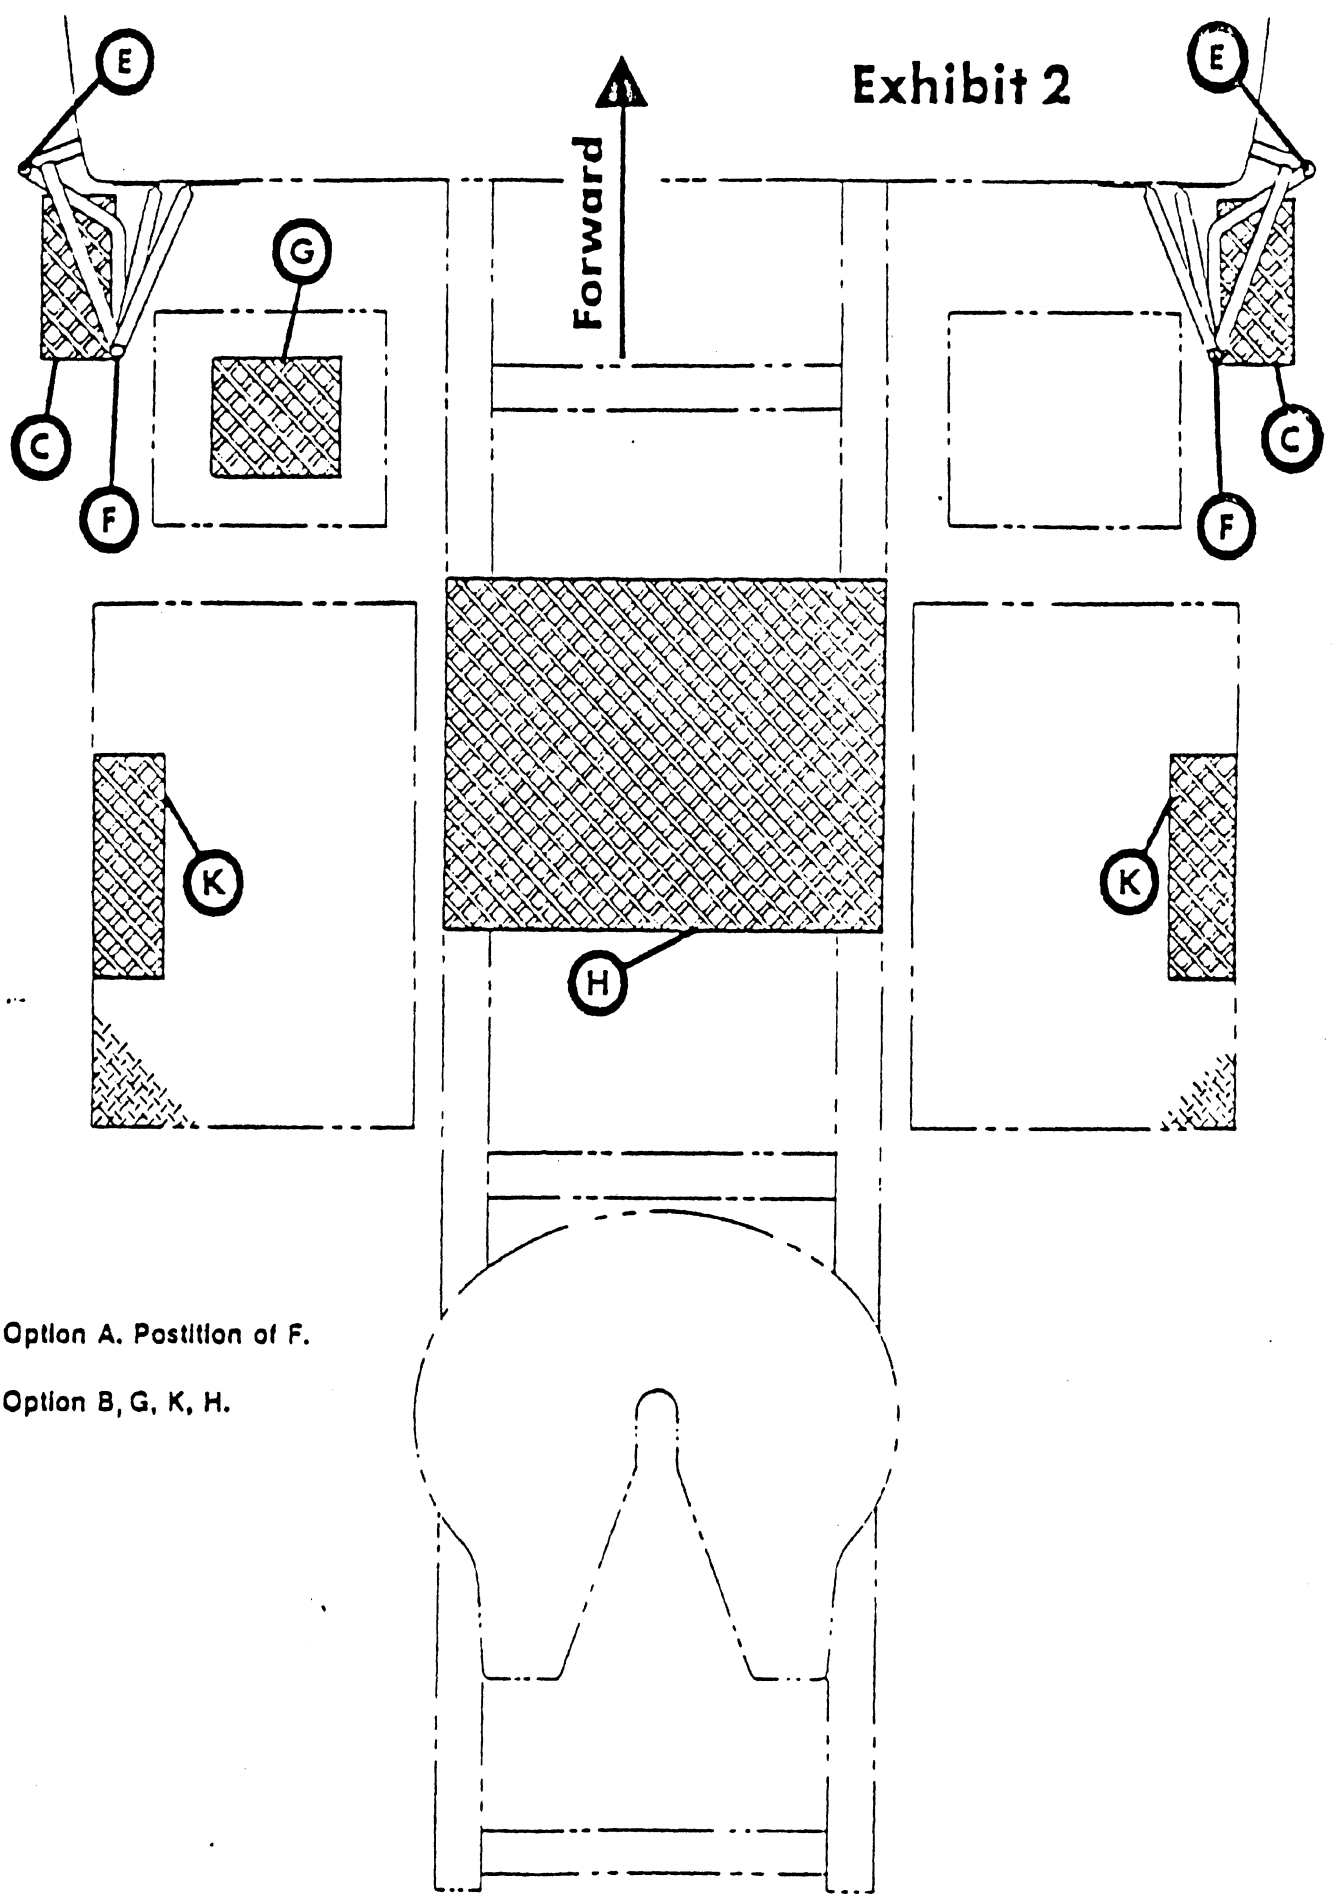 Exhibit 2
E
E
Forward
G
C
F
C
F
K
K
H
Option A. Postition of F.
Option B, G, K, H.